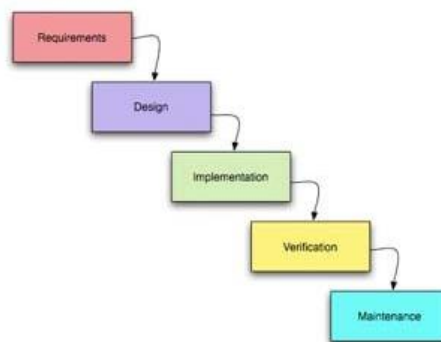 Requirements
Design
Implementation
Verification
Maintenance